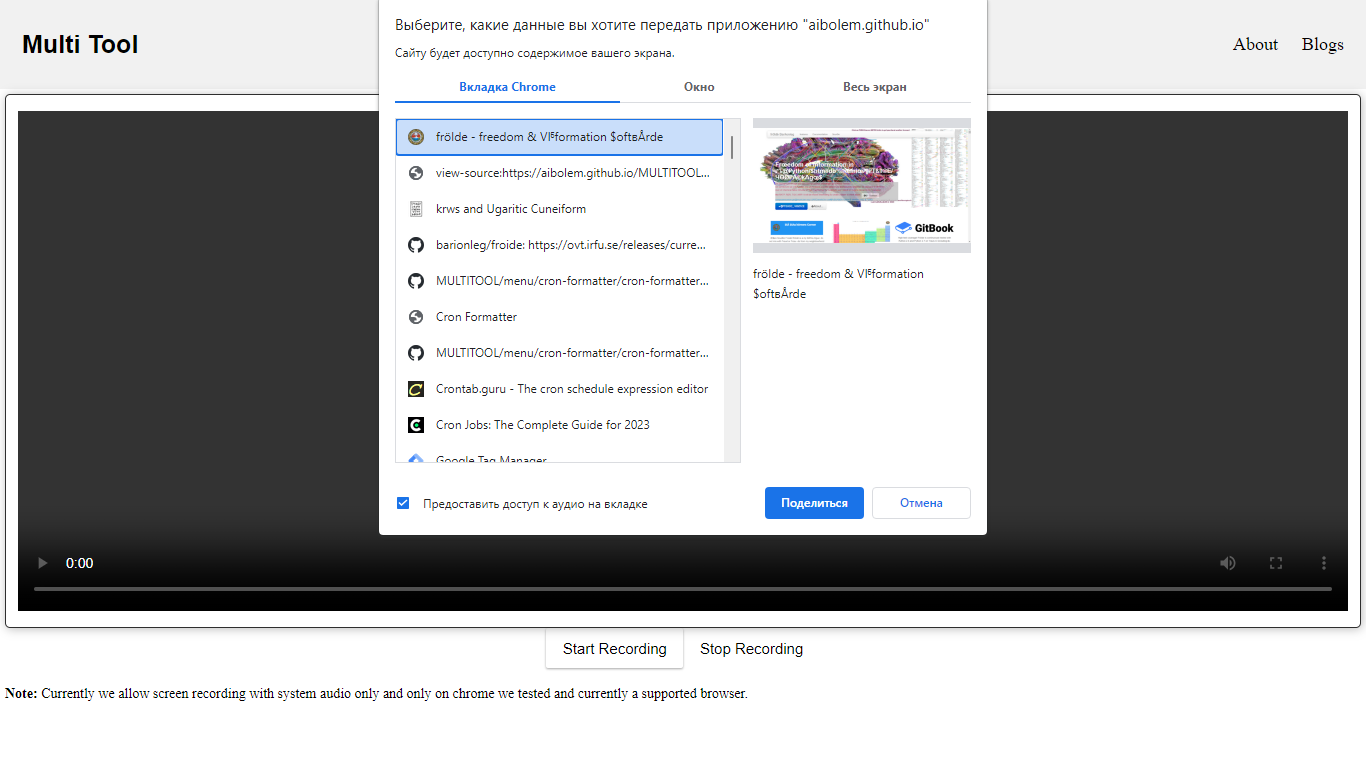 Multi Tool
About
Blogs
Выберите, какие данные вы хотите передать приложению "aibolem.github.io"
Сайту будет доступно содержимое вашего экрана.
Вкладка Chrome
Окно
Весь экран
frölde - freedom & VI⁵formation $oftвÅrde
view-source:https://aibolem.github.io/MULTITOOL...
krws and Ugaritic Cuneiform
barionleg/froide: https://ovt.irfu.se/releases/curre...
MULTITOOL/menu/cron-formatter/cron-formatter...
Cron Formatter
MULTITOOL/menu/cron-formatter/cron-formatter...
Crontab.guru - The cron schedule expression editor
Cron Jobs: The Complete Guide for 2023
Google Tag Manager
Freedom of Information is
GitBook
frölde - freedom & VI⁵formation
$oftвÅrde
Предоставить доступ к аудио на вкладке
Поделиться
Отмена
0:00
Start Recording
Stop Recording
Note: Currently we allow screen recording with system audio only and only on chrome we tested and currently a supported browser.